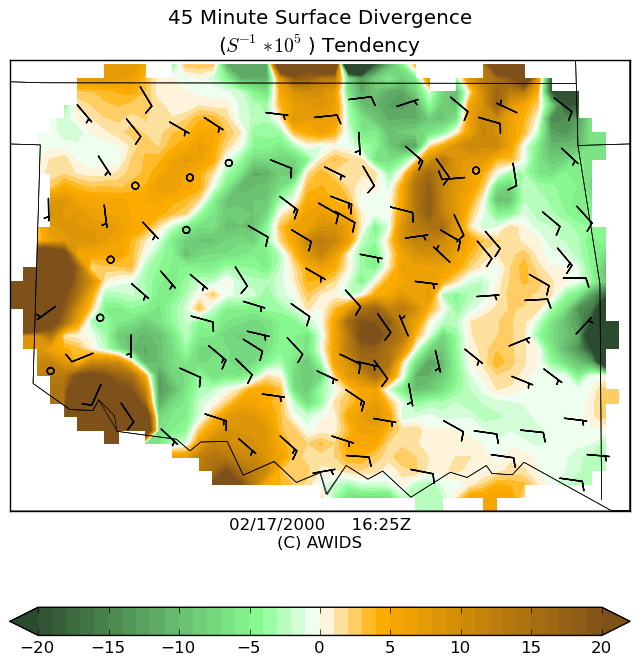 45 Minute Surface Divergence
(S⁻¹ * 10⁵ ) Tendency
02/17/2000 16:25Z
(C) AWIDS
−20 −15 −10 −5 0 5 10 15 20